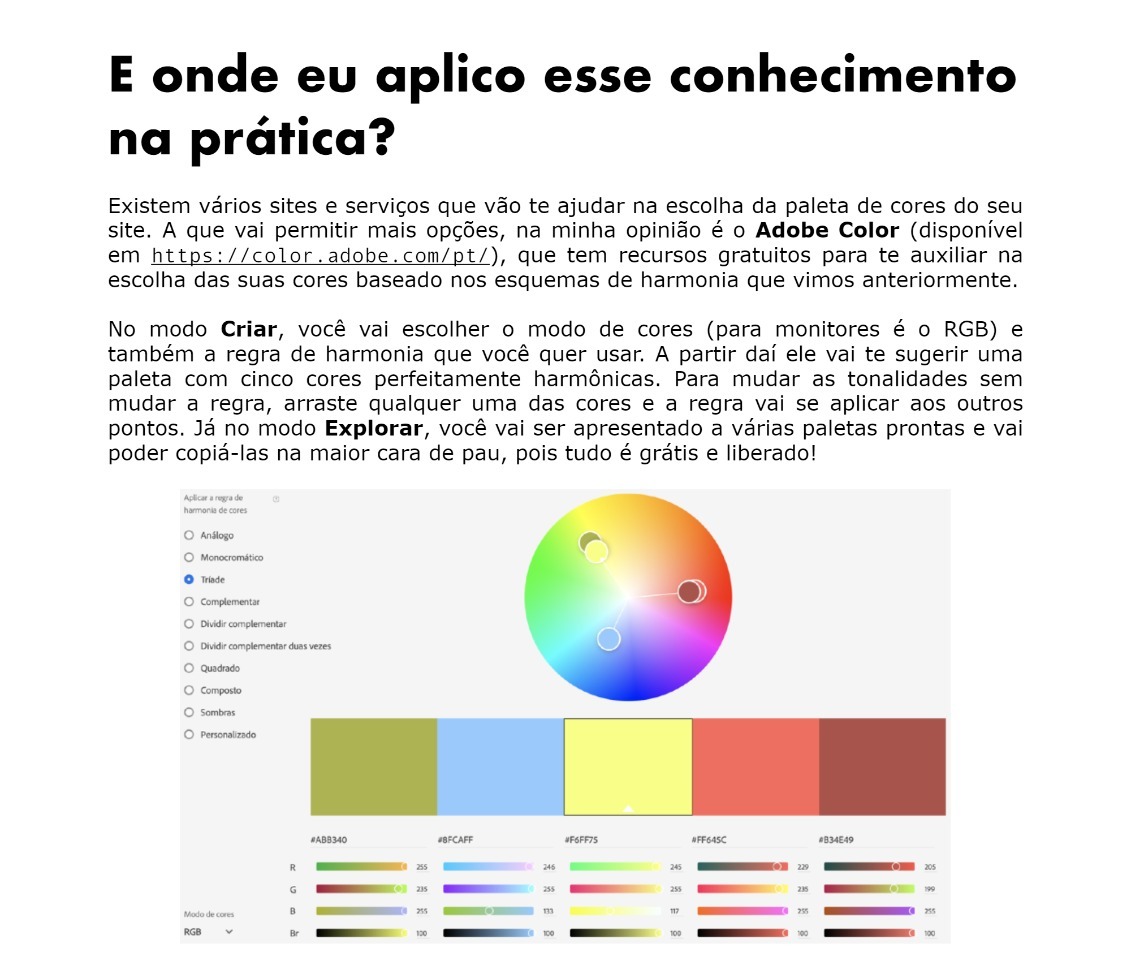 E onde eu aplico esse conhecimento
na prática?
Existem vários sites e serviços que vão te ajudar na escolha da paleta de cores do seu
site. A que vai permitir mais opções, na minha opinião é o Adobe Color (disponível
em https://color.adobe.com/pt/), que tem recursos gratuitos para te auxiliar na
escolha das suas cores baseado nos esquemas de harmonia que vimos anteriormente.
No modo Criar, você vai escolher o modo de cores (para monitores é o RGB) e
também a regra de harmonia que você quer usar. A partir daí ele vai te sugerir uma
paleta com cinco cores perfeitamente harmônicas. Para mudar as tonalidades sem
mudar a regra, arraste qualquer uma das cores e a regra vai se aplicar aos outros
pontos. Já no modo Explorar, você vai ser apresentado a várias paletas prontas e vai
poder copiá-las na maior cara de pau, pois tudo é grátis e liberado!
Aplicar a regra de
harmonia de cores
Análogo
Monocromático
Tríade
Complementar
Dividir complementar
Dividir complementar duas vezes
Quadrado
Composto
Sombras
Personalizado
#ABB340 #8FCAFF #F6FF75 #FF645C #B34E49
R 255 246 245 229 205
G 235 255 255 235 199
B 255 133 117 255 255
Br 100 100 100 100 100
Modo de cores
RGB